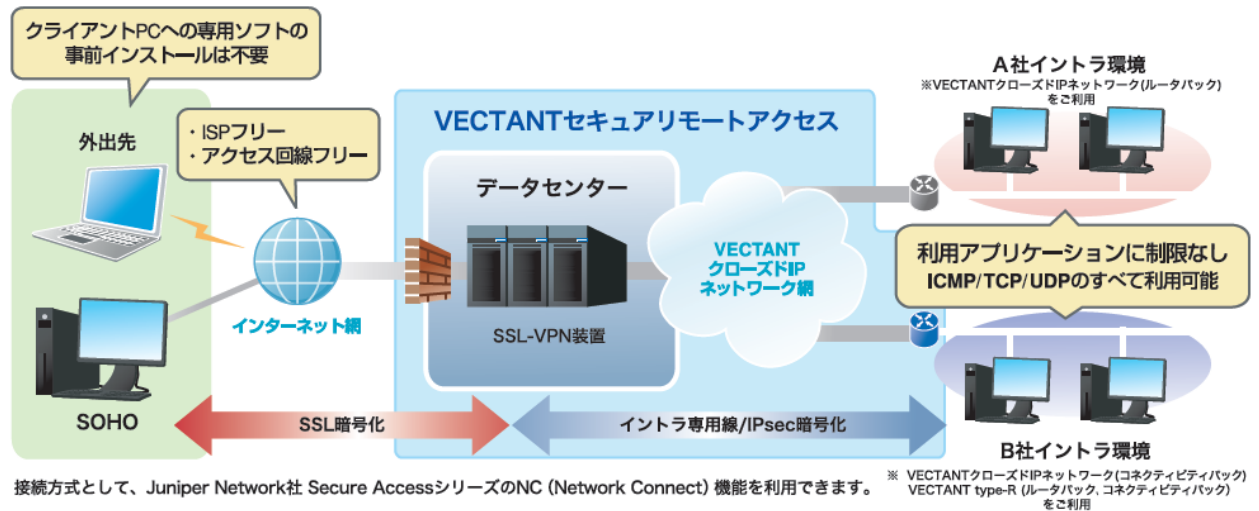 クライアントPCへの専用ソフトの
事前インストールは不要
外出先
・ISPフリー
・アクセス回線フリー
インターネット網
SOHO
VECTANTセキュアリモートアクセス
データセンター
SSL-VPN装置
VECTANT
クローズドIP
ネットワーク網
A社イントラ環境
※VECTANTクローズドIPネットワーク(ルータパック)
をご利用
利用アプリケーションに制限なし
ICMP/TCP/UDPのすべて利用可能
SSL暗号化
イントラ専用線/IPsec暗号化
B社イントラ環境
※ VECTANTクローズドIPネットワーク(コネクティビティパック)
VECTANT type-R (ルータパック, コネクティビティパック)
をご利用
接続方式として、Juniper Network社 Secure AccessシリーズのNC (Network Connect) 機能を利用できます。